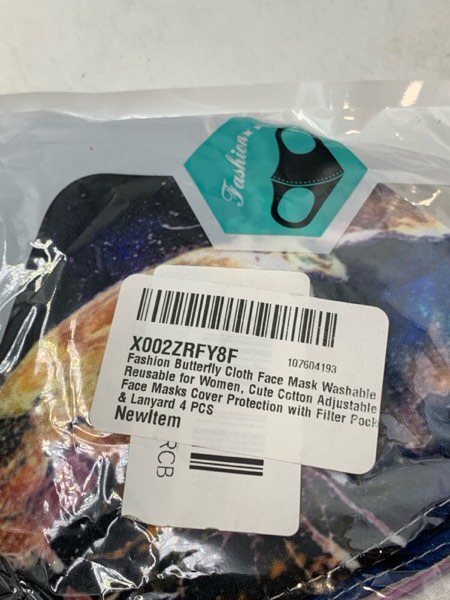 Fashion
X002ZRFY8F
107604193
Fashion Butterfly Cloth Face Mask Washable
Reusable for Women, Cute Cotton Adjustable
Face Masks Cover Protection with Filter Pock
& Lanyard 4 PCS
NewItem
RCB